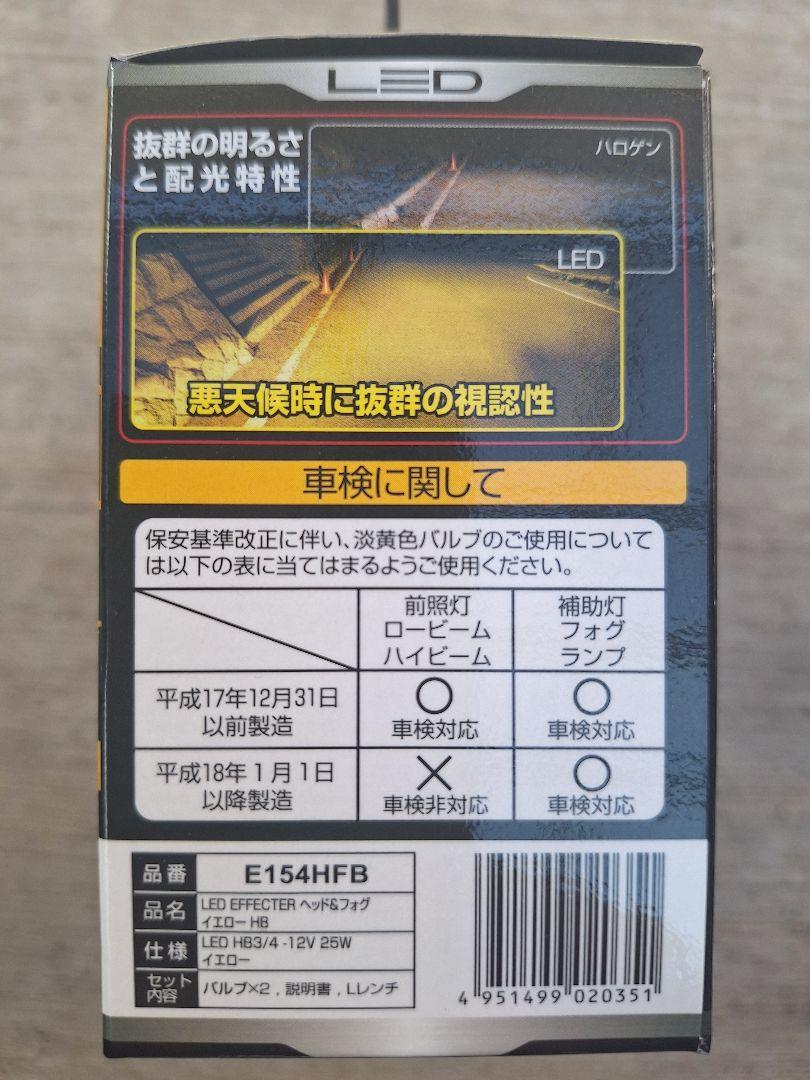 LED
抜群の明るさ
と配光特性
ハロゲン
LED
悪天候時に抜群の視認性
車検に関して
保安基準改正に伴い、淡黄色バルブのご使用について
は以下の表に当てはまるようご使用ください。
前照灯
ロービーム
ハイビーム
補助灯
フォグ
ランプ
平成17年12月31日
以前製造
○
車検対応
○
車検対応
平成18年1月1日
以降製造
×
車検非対応
○
車検対応
品番 E154HFB
品名 LED EFFECTER ヘッド&フォグ
イエロー HB
仕様 LED HB3/4 -12V 25W
イエロー
セット
内容 バルブ×2 , 説明書 , Lレンチ
4 951499 020351